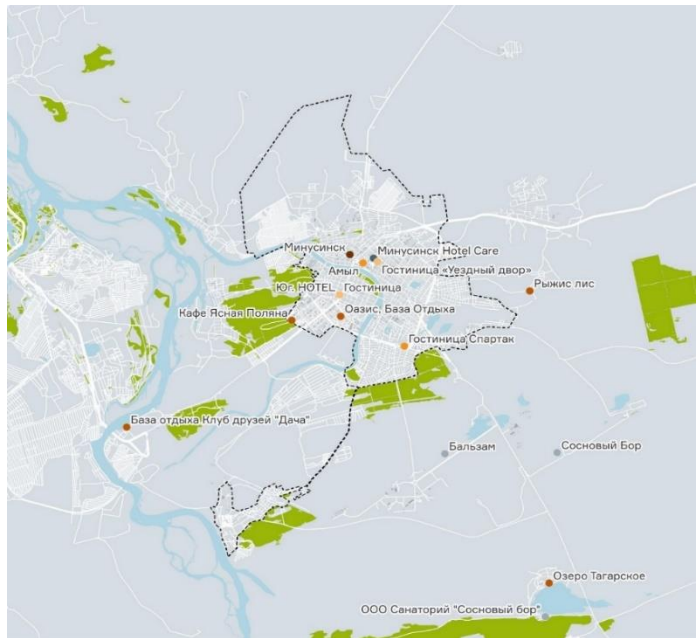 Минусинск
Минусинск Hotel Care
Амыл
Гостиница «Уездный двор»
Юг. HOTEL
Гостиница
Рыжис лис
Кафе Ясная Поляна
Оазис, База Отдыха
Гостиница Спартак
База отдыха Клуб друзей "Дача"
Бальзам
Сосновый Бор
Озеро Тагарское
ООО Санаторий "Сосновый бор"